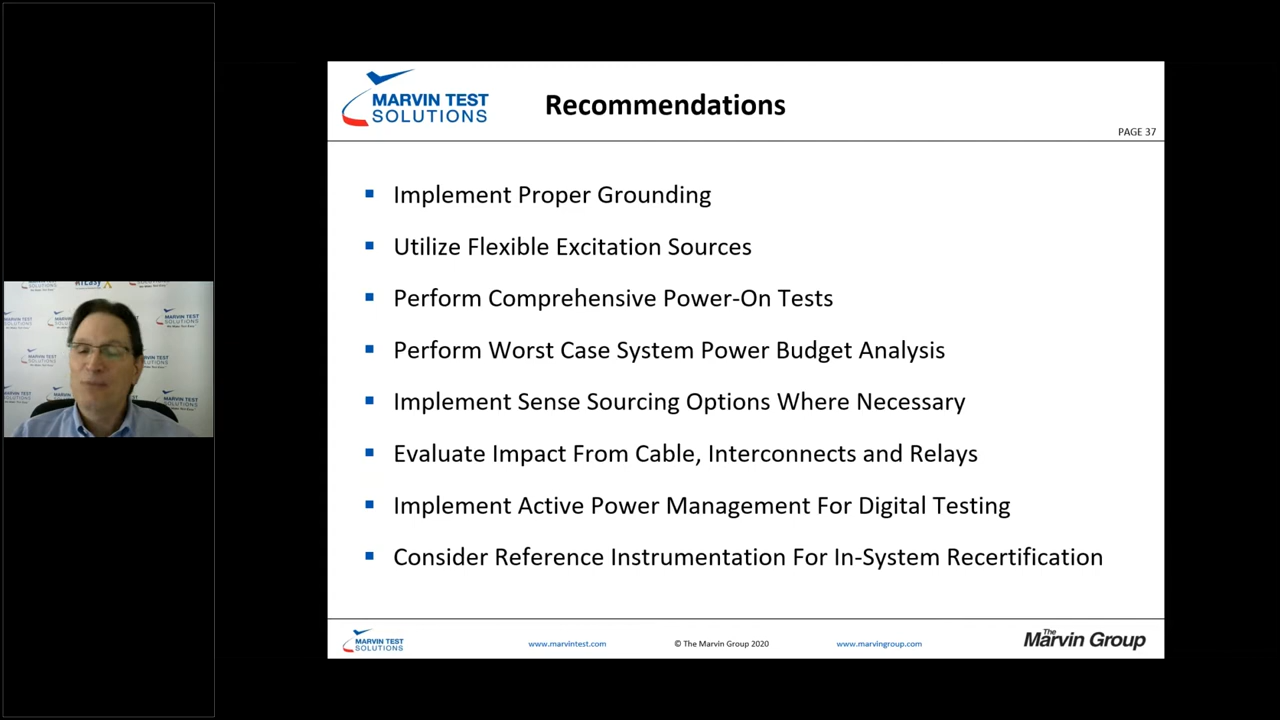 MARVIN TEST
SOLUTIONS
Recommendations
PAGE 37
Implement Proper Grounding
Utilize Flexible Excitation Sources
Perform Comprehensive Power-On Tests
Perform Worst Case System Power Budget Analysis
Implement Sense Sourcing Options Where Necessary
Evaluate Impact From Cable, Interconnects and Relays
Implement Active Power Management For Digital Testing
Consider Reference Instrumentation For In-System Recertification
MARVIN TEST
SOLUTIONS
www.marvintest.com
© The Marvin Group 2020
www.marvingroup.com
The
Marvin Group
MARVIN TEST
SOLUTIONS